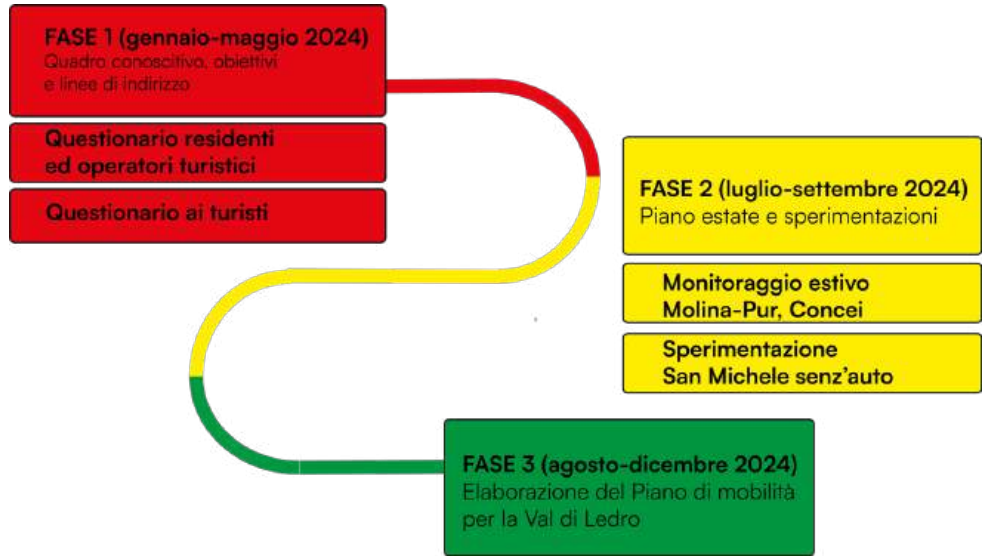 FASE 1 (gennaio-maggio 2024)
Quadro conoscitivo, obiettivi
e linee di indirizzo
Questionario residenti
ed operatori turistici
Questionario ai turisti
FASE 2 (luglio-settembre 2024)
Piano estate e sperimentazioni
Monitoraggio estivo
Molina-Pur, Concei
Sperimentazione
San Michele senz'auto
FASE 3 (agosto-dicembre 2024)
Elaborazione del Piano di mobilità
per la Val di Ledro